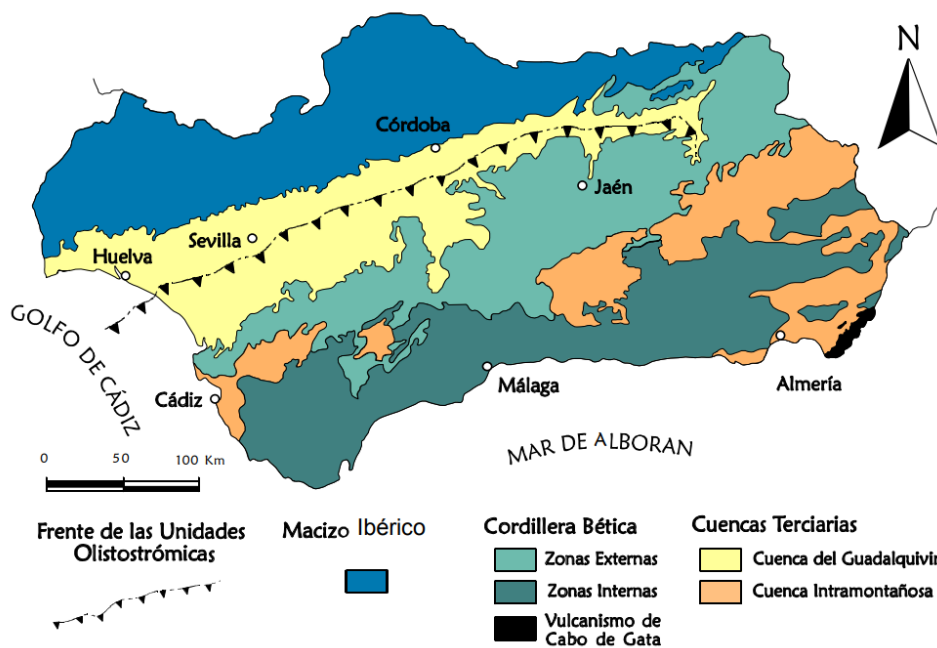 N
Córdoba
Jaén
Sevilla
Huelva
GOLFO DE CÁDIZ
Cádiz
Málaga
Almería
MAR DE ALBORAN
0 50 100 Km
Frente de las Unidades
Olistostrómicas
Macizo Ibérico
Cordillera Bética
Zonas Externas
Zonas Internas
Vulcanismo de
Cabo de Gata
Cuencas Terciarias
Cuenca del Guadalquivir
Cuenca Intramontañosa